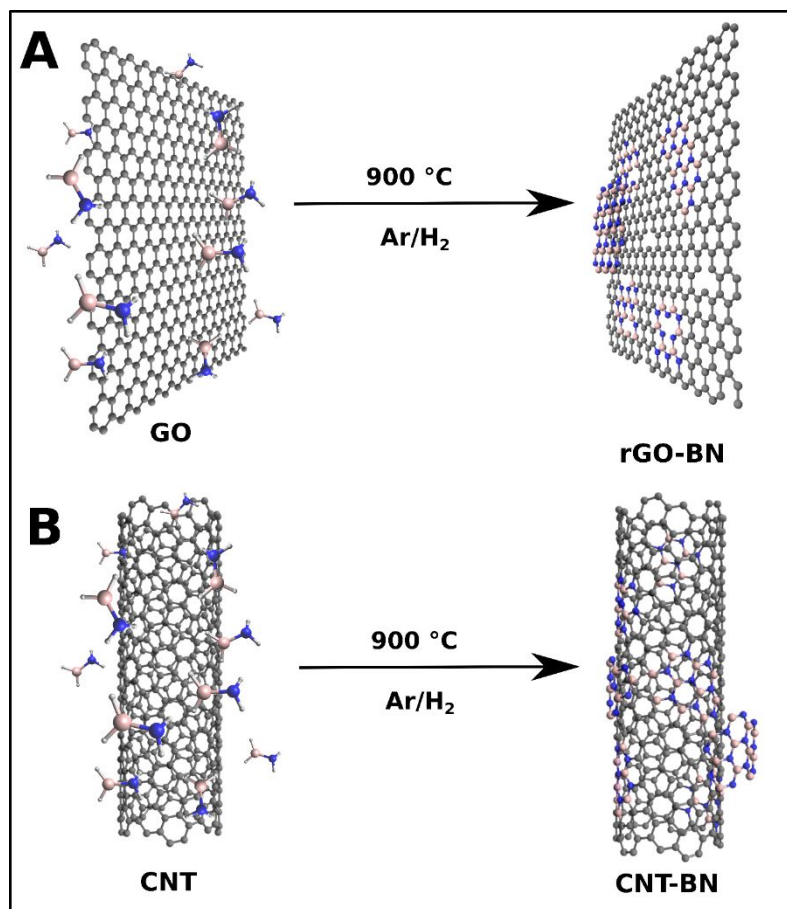 A
900 °C
Ar/H₂
GO
rGO-BN
B
900 °C
Ar/H₂
CNT
CNT-BN